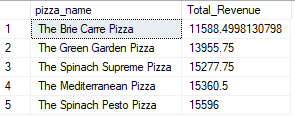 pizza_name Total_Revenue
1 The Brie Carre Pizza 11588.4998130798
2 The Green Garden Pizza 13955.75
3 The Spinach Supreme Pizza 15277.75
4 The Mediterranean Pizza 15360.5
5 The Spinach Pesto Pizza 15596